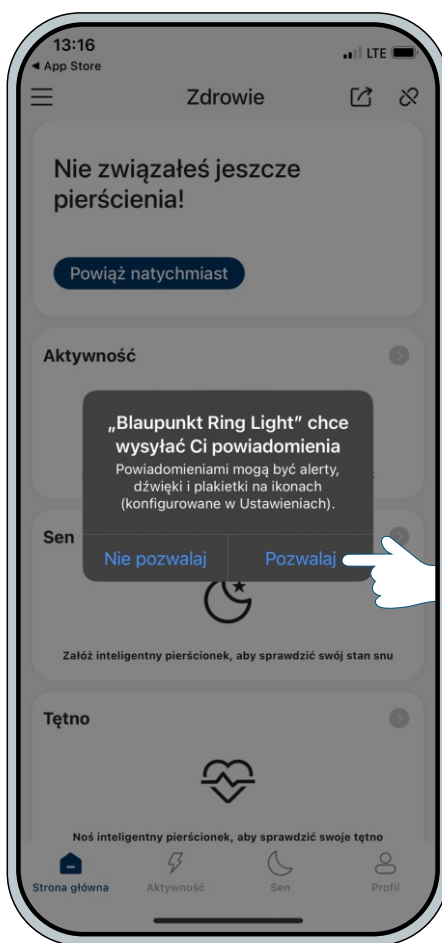 13:16
LTE
App Store
Zdrowie
Nie związałeś jeszcze
pierścienia!
Powiąż natychmiast
Aktywność
„Blaupunkt Ring Light” chce
wysyłać Ci powiadomienia
Powiadomieniami mogą być alerty,
dźwięki i plakietki na ikonach
(konfigurowane w Ustawieniach).
Nie pozwalaj
Pozwalaj
Sen
Załóż inteligentny pierścionek, aby sprawdzić swój stan snu
Tętno
Noś inteligentny pierścionek, aby sprawdzić swoje tętno
Strona główna
Aktywność
Sen
Profil